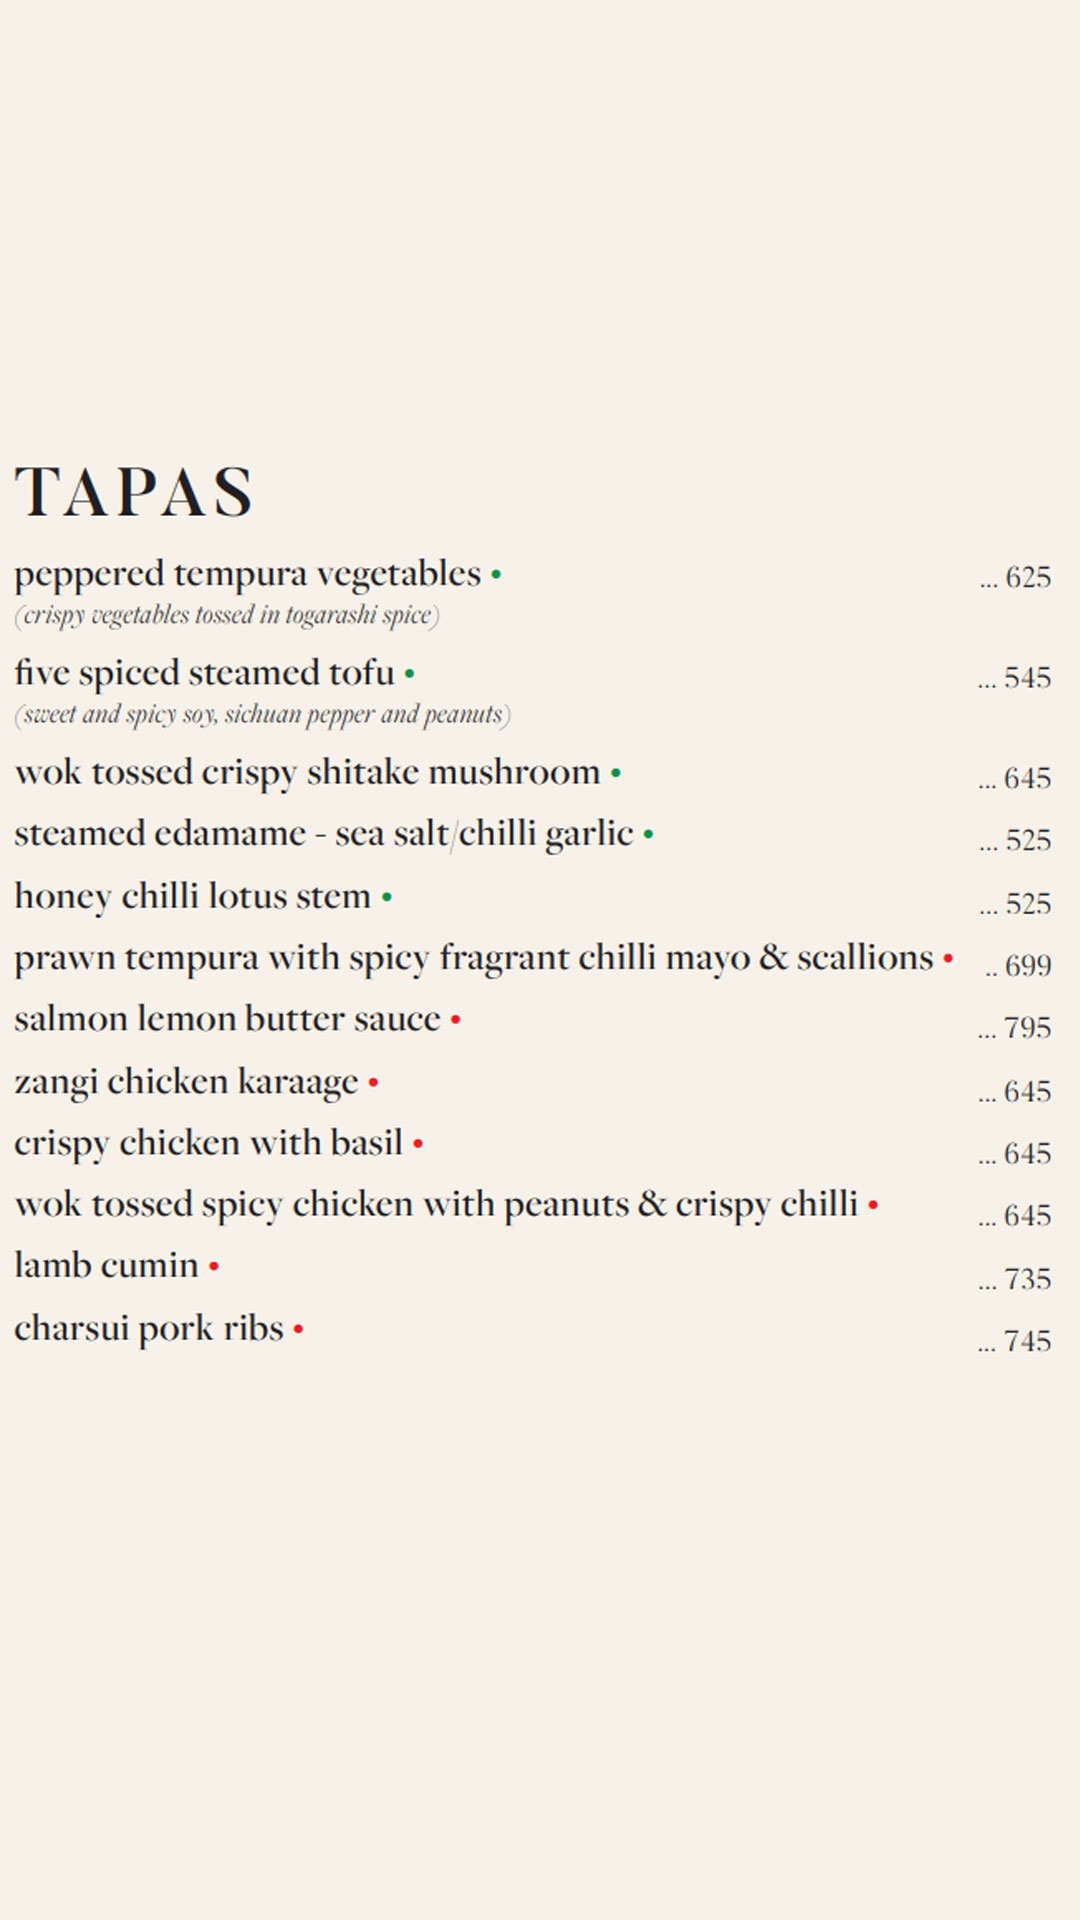 TAPAS
peppered tempura vegetables • ... 625
(crispy vegetables tossed in togarashi spice)
five spiced steamed tofu • ... 545
(sweet and spicy soy, sichuan pepper and peanuts)
wok tossed crispy shitake mushroom • ... 645
steamed edamame - sea salt/chilli garlic • ... 525
honey chilli lotus stem • ... 525
prawn tempura with spicy fragrant chilli mayo & scallions • .. 699
salmon lemon butter sauce • ... 795
zangi chicken karaage • ... 645
crispy chicken with basil • ... 645
wok tossed spicy chicken with peanuts & crispy chilli • ... 645
lamb cumin • ... 735
charsui pork ribs • ... 745